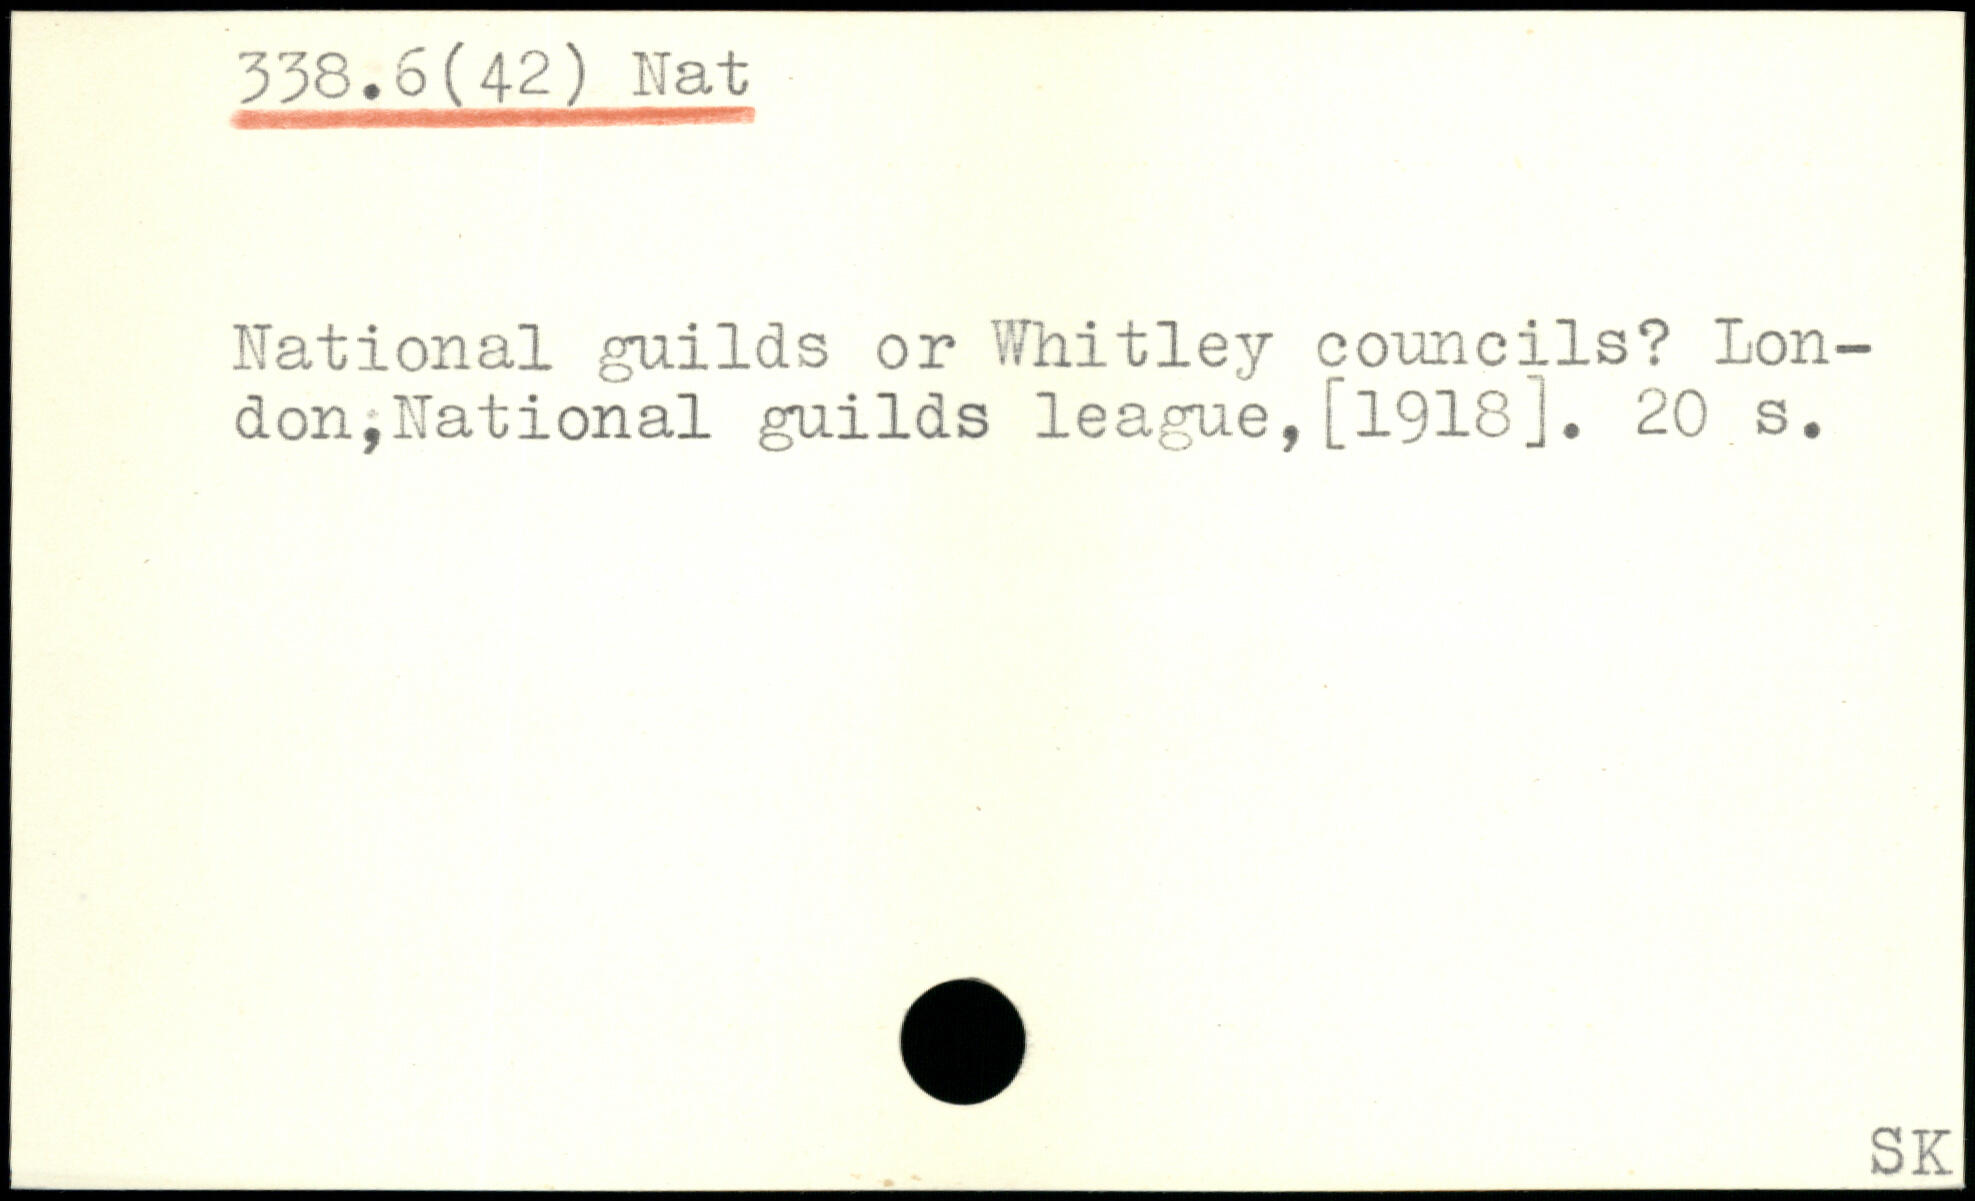 338.6(42) Nat
National guilds or Whitley councils? Lon-
don,National guilds league,[1918]. 20 s.
SK